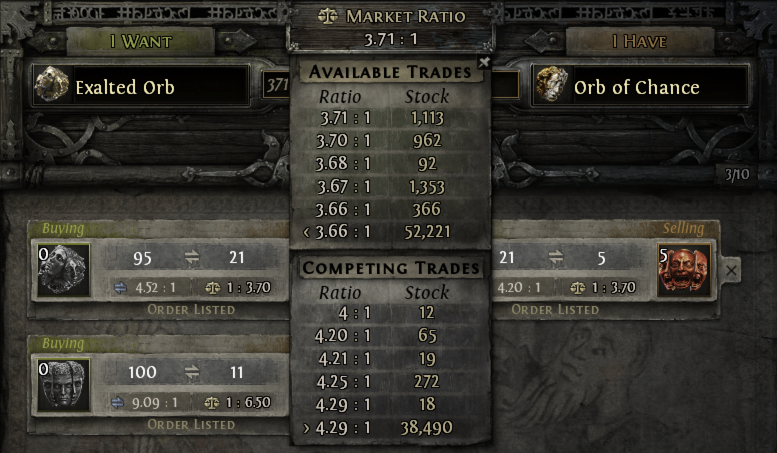 I WANT
MARKET RATIO
3.71 : 1
I HAVE
Exalted Orb
371
Orb of Chance
AVAILABLE TRADES
Ratio Stock
3.71 : 1 1,113
3.70 : 1 962
3.68 : 1 92
3.67 : 1 1,353
3.66 : 1 366
< 3.66 : 1 52,221
3/10
COMPETING TRADES
Ratio Stock
4 : 1 12
4.20 : 1 65
4.21 : 1 19
4.25 : 1 272
4.29 : 1 18
> 4.29 : 1 38,490
Buying
0 95 21
4.52 : 1 1 : 3.70
ORDER LISTED
Selling
21 5 5
4.20 : 1 1 : 3.70
ORDER LISTED
Buying
0 100 11
9.09 : 1 1 : 6.50
ORDER LISTED